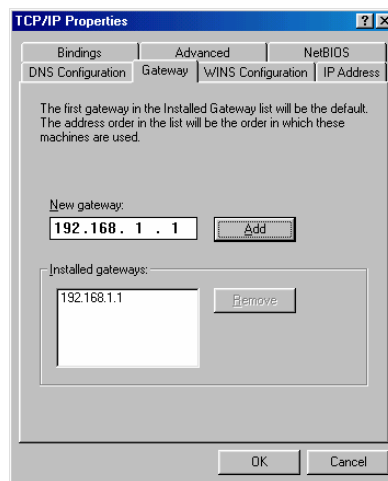 TCP/IP Properties
Bindings Advanced NetBIOS
DNS Configuration Gateway WINS Configuration IP Address
The first gateway in the Installed Gateway list will be the default.
The address order in the list will be the order in which these
machines are used.
New gateway:
192.168. 1 . 1 Add
Installed gateways:
192.168.1.1 Remove
OK Cancel